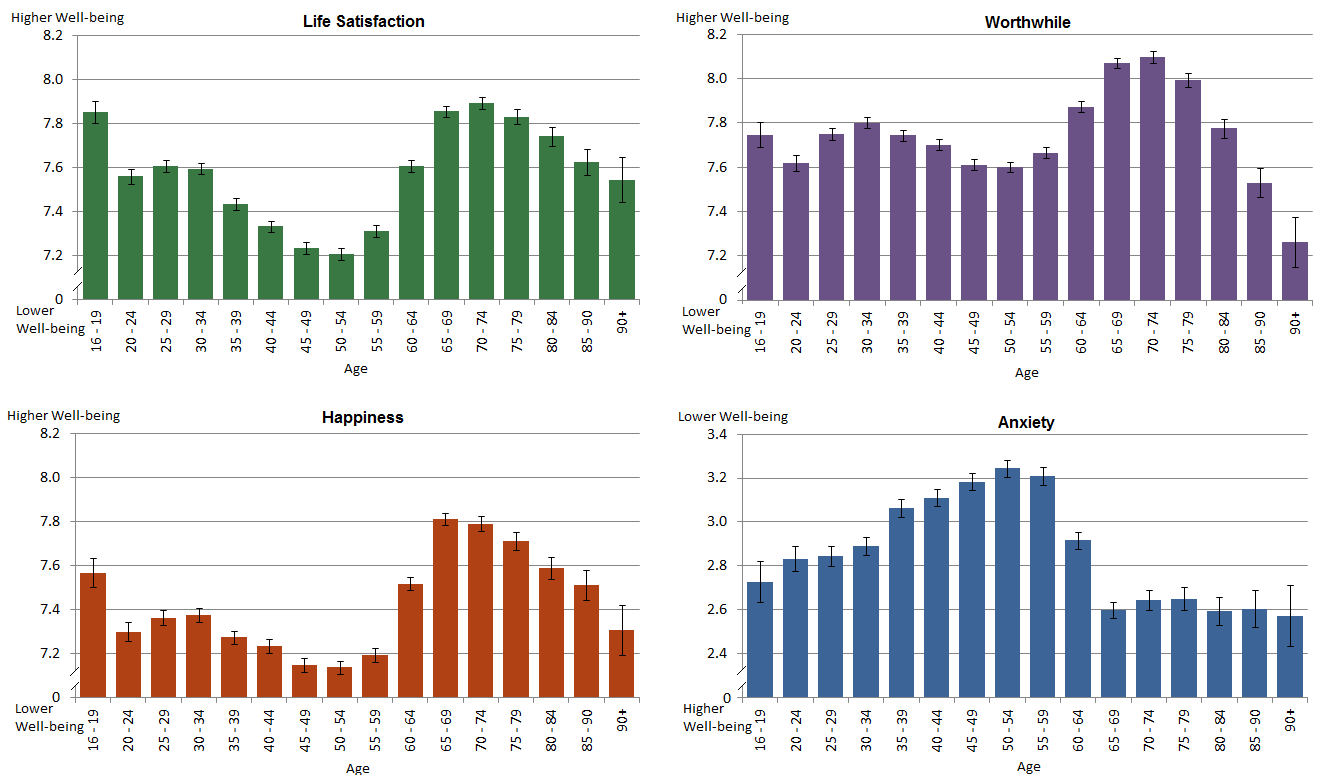 Higher Well-being
Life Satisfaction
8.2
8.0
7.8
7.6
7.4
7.2
0
Lower
Well-being
16 - 19
20 - 24
25 - 29
30 - 34
35 - 39
40 - 44
45 - 49
50 - 54
55 - 59
60 - 64
65 - 69
70 - 74
75 - 79
80 - 84
85 - 90
90+
Age
Higher Well-being
Worthwhile
8.2
8.0
7.8
7.6
7.4
7.2
0
Lower
Well-being
16 - 19
20 - 24
25 - 29
30 - 34
35 - 39
40 - 44
45 - 49
50 - 54
55 - 59
60 - 64
65 - 69
70 - 74
75 - 79
80 - 84
85 - 90
90+
Age
Higher Well-being
Happiness
8.2
8.0
7.8
7.6
7.4
7.2
0
Lower
Well-being
16 - 19
20 - 24
25 - 29
30 - 34
35 - 39
40 - 44
45 - 49
50 - 54
55 - 59
60 - 64
65 - 69
70 - 74
75 - 79
80 - 84
85 - 90
90+
Age
Lower Well-being
Anxiety
3.4
3.2
3.0
2.8
2.6
2.4
0
Higher
Well-being
16 - 19
20 - 24
25 - 29
30 - 34
35 - 39
40 - 44
45 - 49
50 - 54
55 - 59
60 - 64
65 - 69
70 - 74
75 - 79
80 - 84
85 - 90
90+
Age